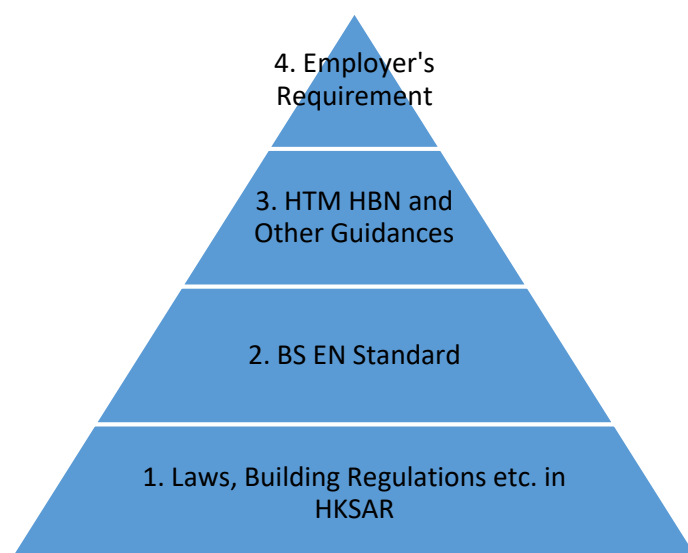 4. Employer's
Requirement
3. HTM HBN and
Other Guidances
2. BS EN Standard
1. Laws, Building Regulations etc. in
HKSAR